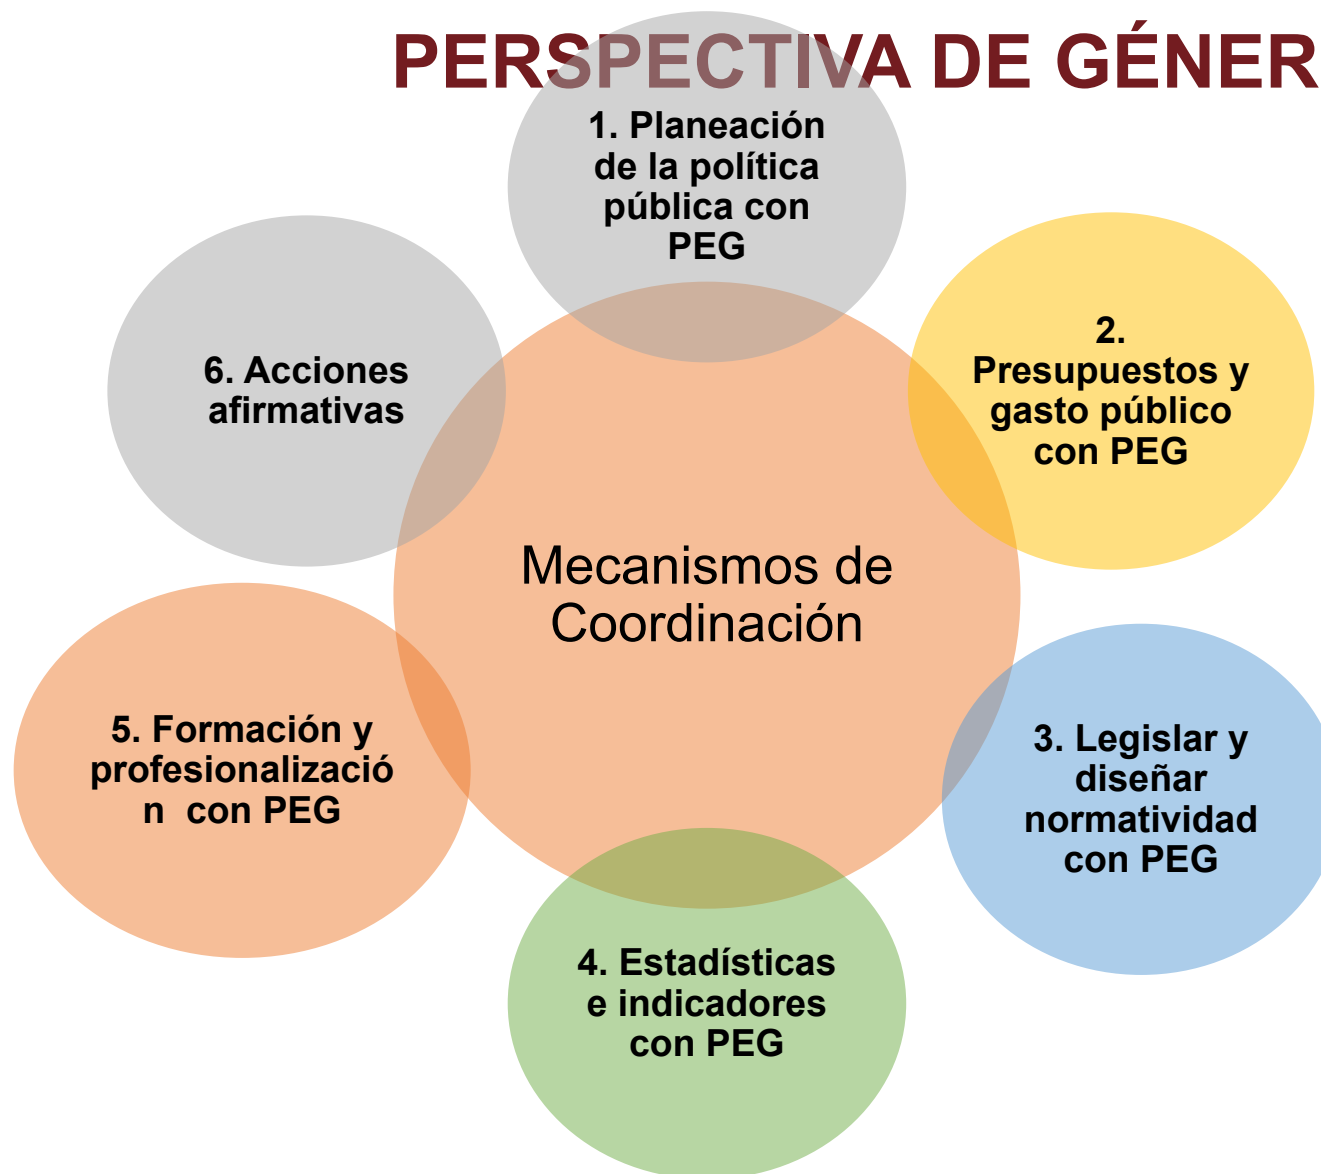 PERSPECTIVA DE GÉNER
1. Planeación
de la política
pública con
PEG
2.
Presupuestos y
gasto público
con PEG
3. Legislar y
diseñar
normatividad
con PEG
4. Estadísticas
e indicadores
con PEG
5. Formación y
profesionalizació
n  con PEG
6. Acciones
afirmativas
Mecanismos de
Coordinación